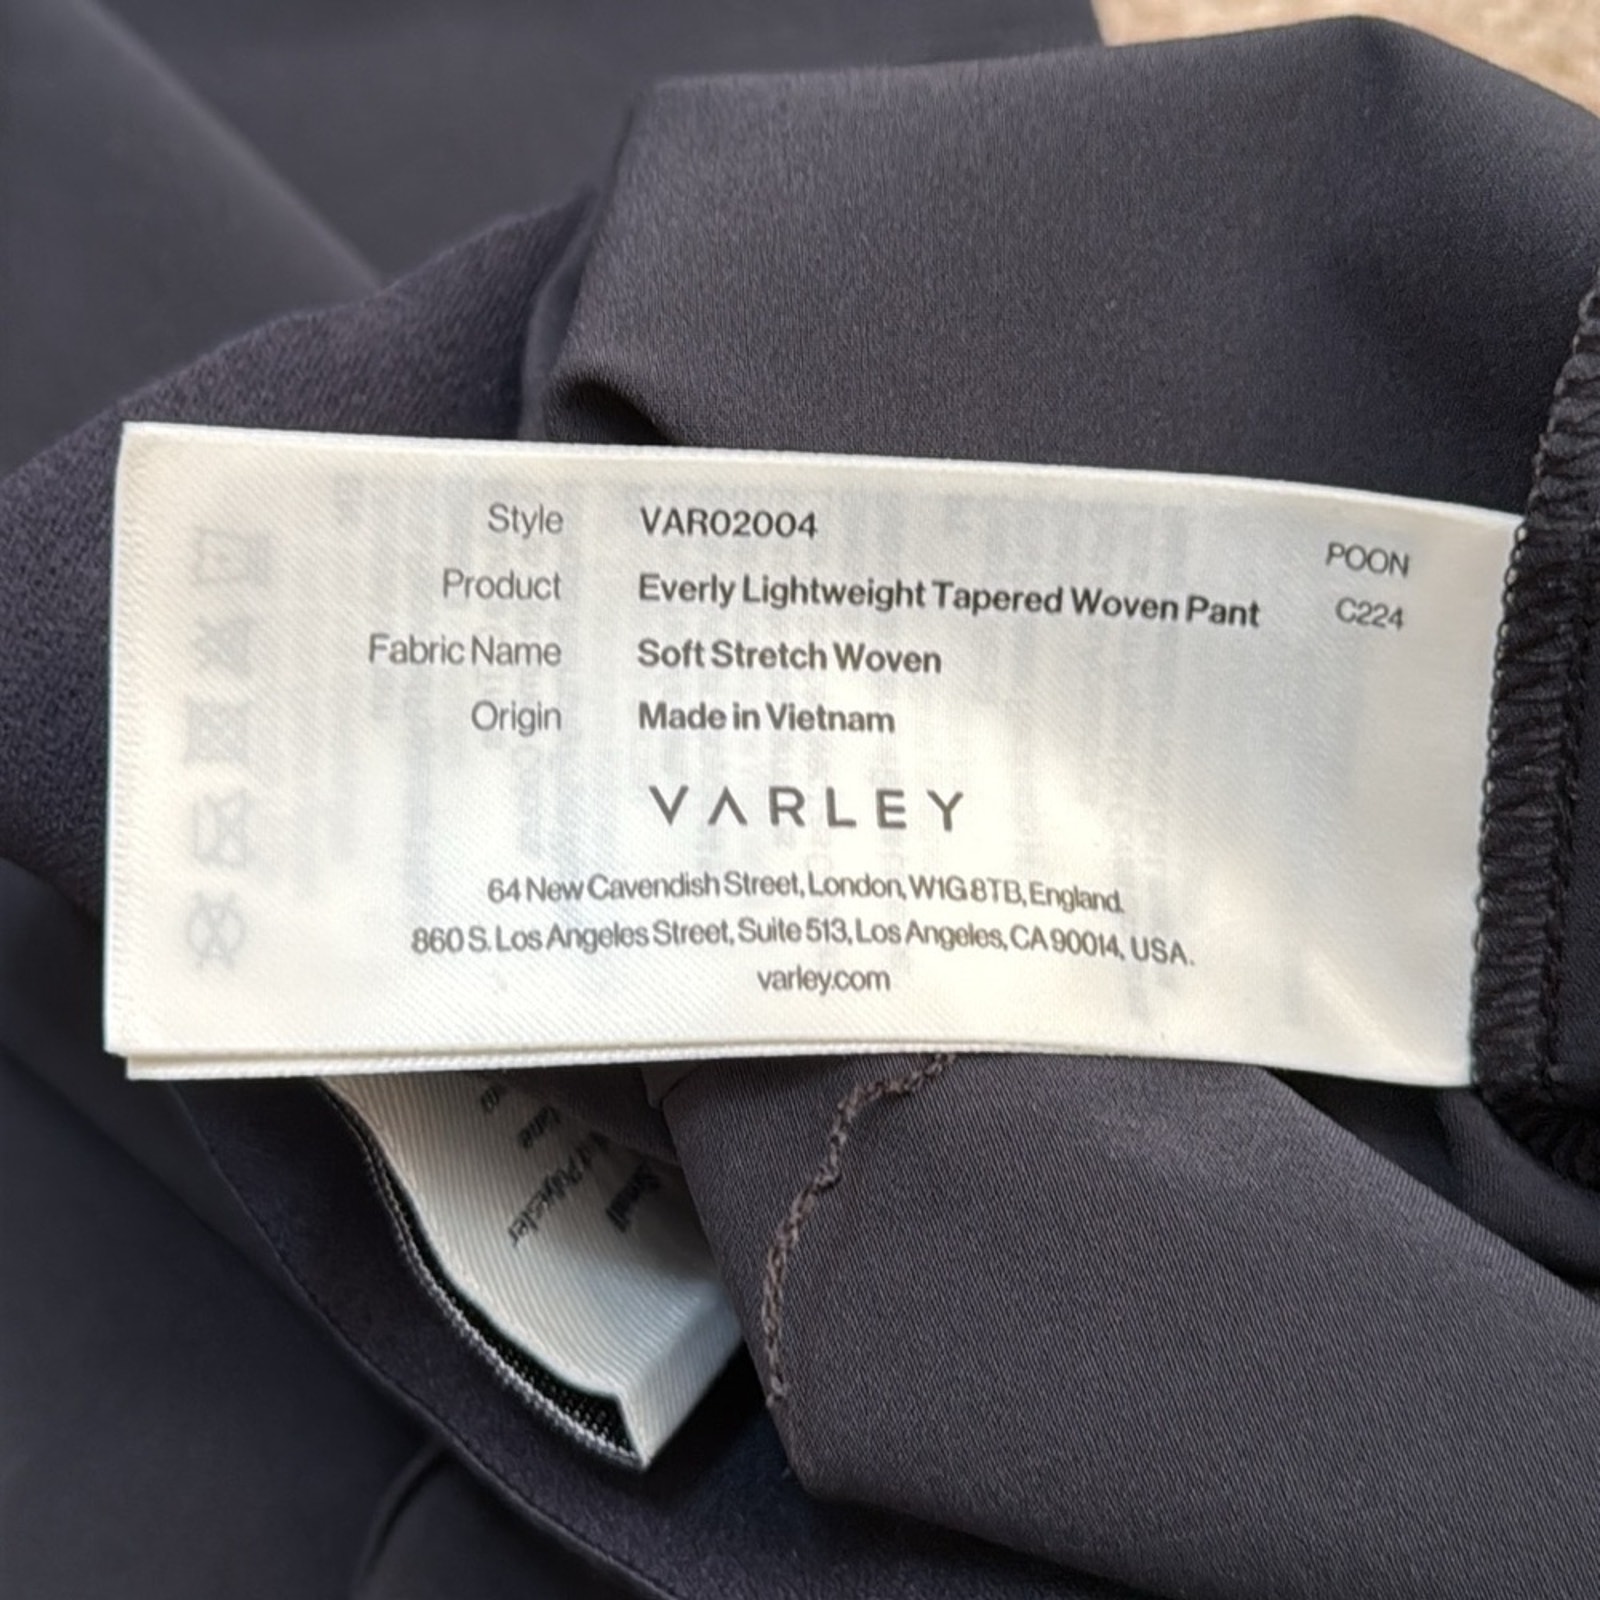 Style VAR02004
Product Everly Lightweight Tapered Woven Pant
Fabric Name Soft Stretch Woven
Origin Made in Vietnam
POON
C224
VARLEY
64 New Cavendish Street, London, W1G 8TB, England.
860 S. Los Angeles Street, Suite 513, Los Angeles, CA 90014, USA.
varley.com
Small
Polyester